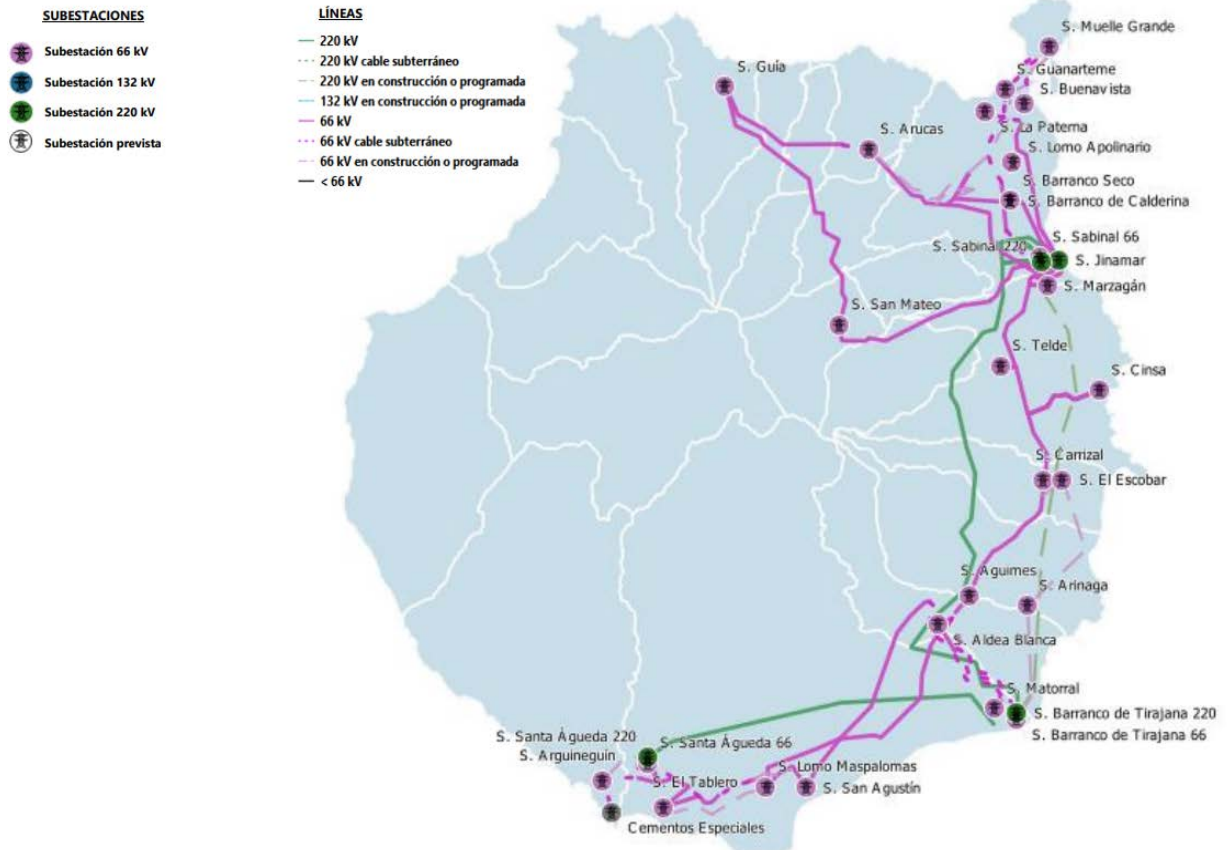 SUBESTACIONES
Subestación 66 kV
Subestación 132 kV
Subestación 220 kV
Subestación prevista
LÍNEAS
220 kV
220 kV cable subterráneo
220 kV en construcción o programada
132 kV en construcción o programada
66 kV
66 kV cable subterráneo
66 kV en construcción o programada
< 66 kV
S. Muelle Grande
S. Guía
S. Guanarteme
S. Buenavista
S. Arucas
S. La Paterna
S. Lomo Apolinario
S. Barranco Seco
S. Barranco de Calderina
S. Sabinal 66
S. Sabinal 220
S. Jinamar
S. Marzagán
S. San Mateo
S. Telde
S. Cinsa
S. Carrizal
S. El Escobar
S. Aguimes
S. Arinaga
S. Aldea Blanca
S. Matorral
S. Barranco de Tirajana 220
S. Barranco de Tirajana 66
S. Santa Àgueda 220
S. Santa Àgueda 66
S. Arguineguín
S. Lomo Maspalomas
S. El Tablero
S. San Agustín
Cementos Especiales